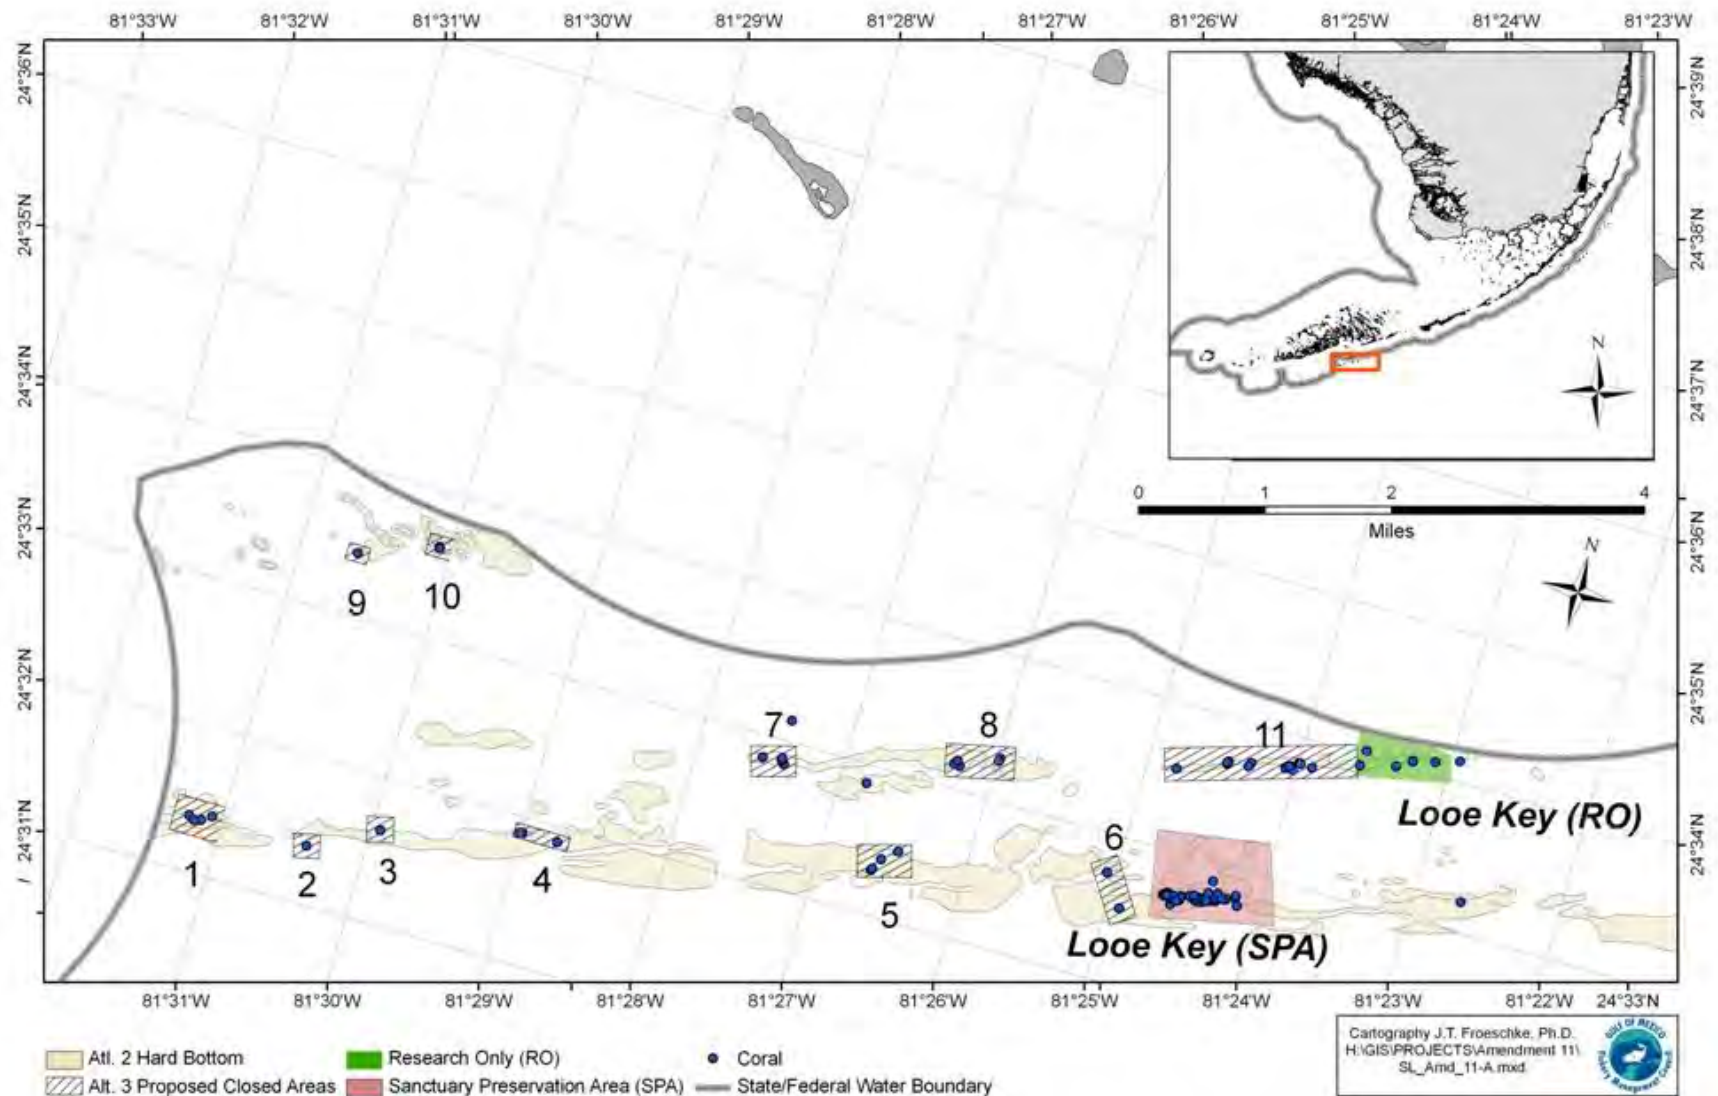 81°33'W 81°32'W 81°31'W 81°30'W 81°29'W 81°28'W 81°27'W 81°26'W 81°25'W 81°24'W 81°23'W
24°36'N
24°35'N
24°34'N
24°33'N
24°32'N
24°31'N
24°39'N
24°38'N
24°37'N
24°36'N
24°35'N
24°34'N
N
0 1 2 4
Miles
N
9 10
7 8 11
Looe Key (RO)
1 2 3 4 5 6
Looe Key (SPA)
81°31'W 81°30'W 81°29'W 81°28'W 81°27'W 81°26'W 81°25'W 81°24'W 81°23'W 81°22'W 24°33'N
Atl. 2 Hard Bottom
Alt. 3 Proposed Closed Areas
Research Only (RO)
Sanctuary Preservation Area (SPA)
Coral
State/Federal Water Boundary
Cartography J.T. Froeschke, Ph.D.
H:\GIS\PROJECTS\Amendment 11\
SL_Amd_11-A.mxd
GULF OF MEXICO
Fishery Management Council